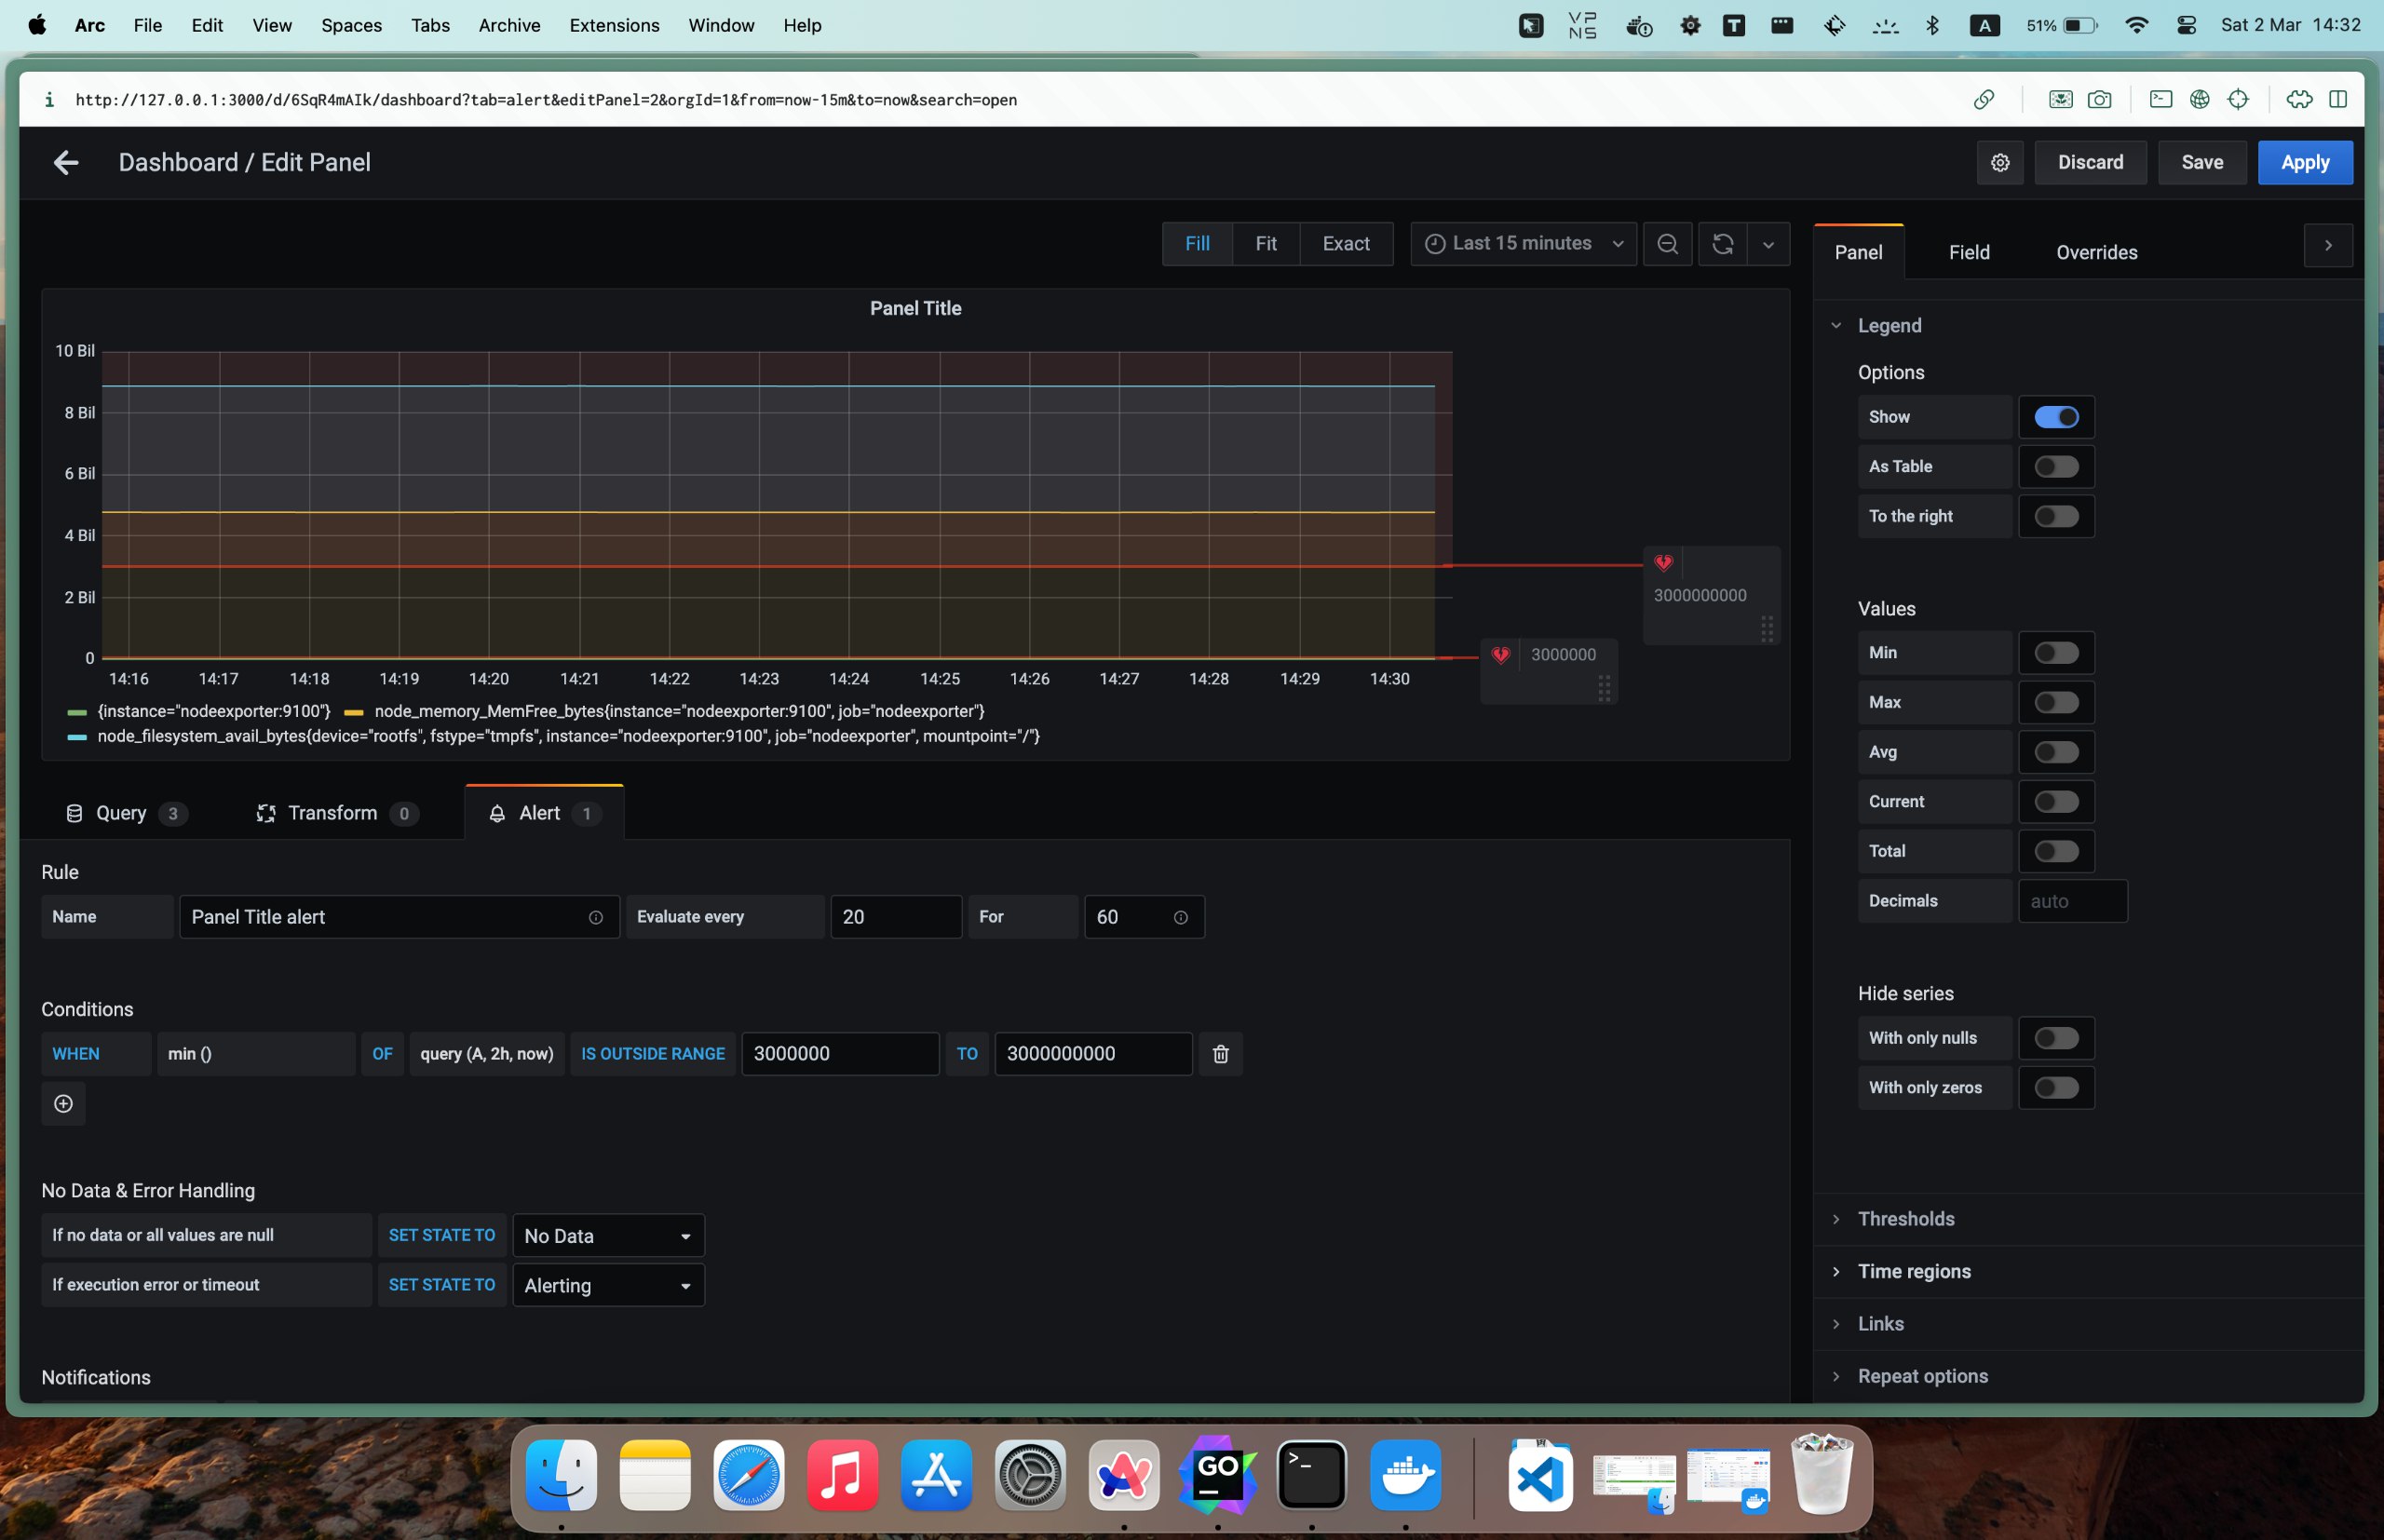 Arc File Edit View Spaces Tabs Archive Extensions Window Help VPNS T A 51% Sat 2 Mar 14:32
http://127.0.0.1:3000/d/6SqR4mAIk/dashboard?tab=alert&editPanel=2&orgId=1&from=now-15m&to=now&search=open
Dashboard / Edit Panel Discard Save Apply
Fill Fit Exact Last 15 minutes
Panel Field Overrides
Panel Title
10 Bil
8 Bil
6 Bil
4 Bil
2 Bil
0
3000000000
3000000
14:16 14:17 14:18 14:19 14:20 14:21 14:22 14:23 14:24 14:25 14:26 14:27 14:28 14:29 14:30
{instance="nodeexporter:9100"} node_memory_MemFree_bytes{instance="nodeexporter:9100", job="nodeexporter"}
node_filesystem_avail_bytes{device="rootfs", fstype="tmpfs", instance="nodeexporter:9100", job="nodeexporter", mountpoint="/"}
Query 3 Transform 0 Alert 1
Rule
Name Panel Title alert Evaluate every 20 For 60
Conditions
WHEN min () OF query (A, 2h, now) IS OUTSIDE RANGE 3000000 TO 3000000000
No Data & Error Handling
If no data or all values are null SET STATE TO No Data
If execution error or timeout SET STATE TO Alerting
Notifications
Legend
Options
Show
As Table
To the right
Values
Min
Max
Avg
Current
Total
Decimals auto
Hide series
With only nulls
With only zeros
Thresholds
Time regions
Links
Repeat options
GO